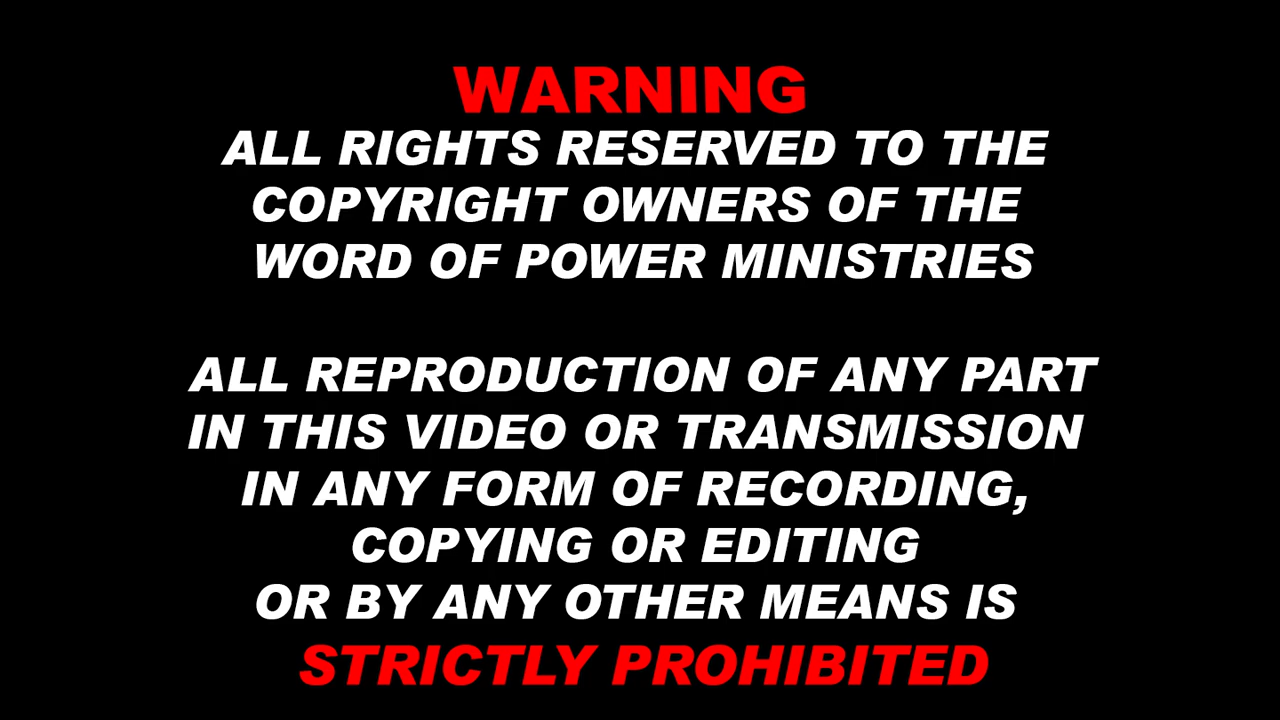 WARNING
ALL RIGHTS RESERVED TO THE
COPYRIGHT OWNERS OF THE
WORD OF POWER MINISTRIES
ALL REPRODUCTION OF ANY PART
IN THIS VIDEO OR TRANSMISSION
IN ANY FORM OF RECORDING,
COPYING OR EDITING
OR BY ANY OTHER MEANS IS
STRICTLY PROHIBITED